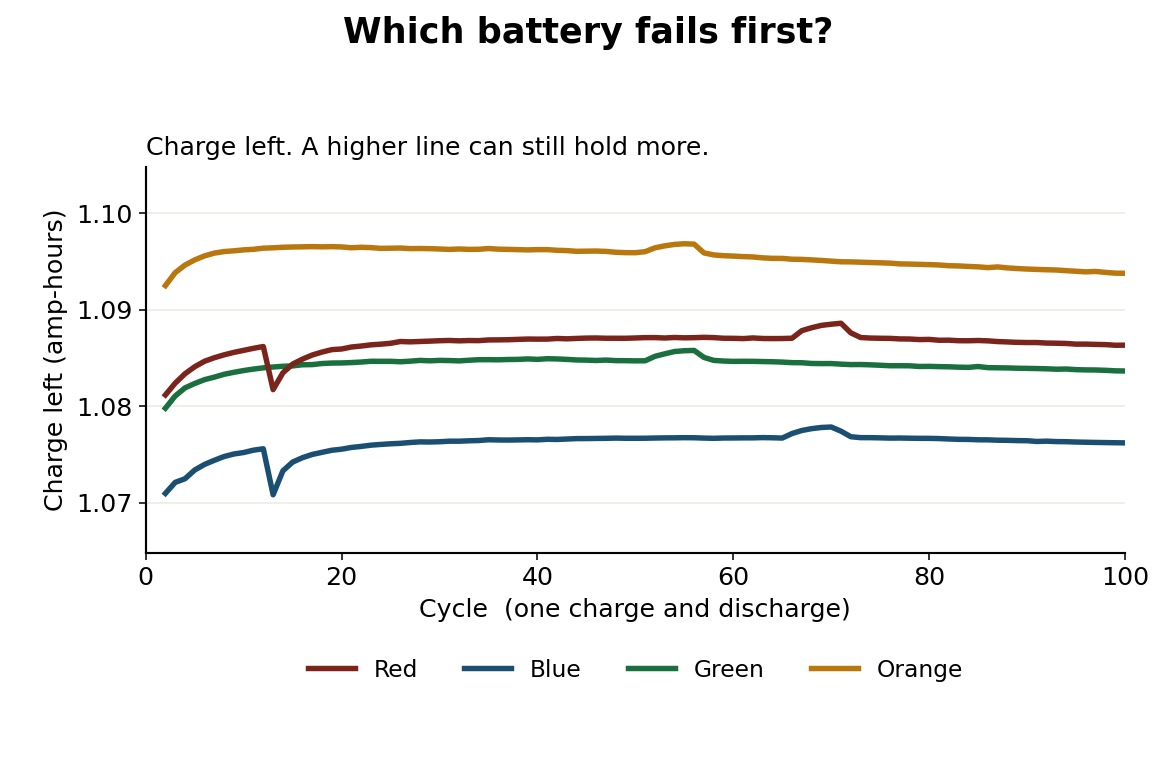 Which battery fails first?
Charge left. A higher line can still hold more.
Charge left (amp-hours)
1.10
1.09
1.08
1.07
0 20 40 60 80 100
Cycle  (one charge and discharge)
Red Blue Green Orange